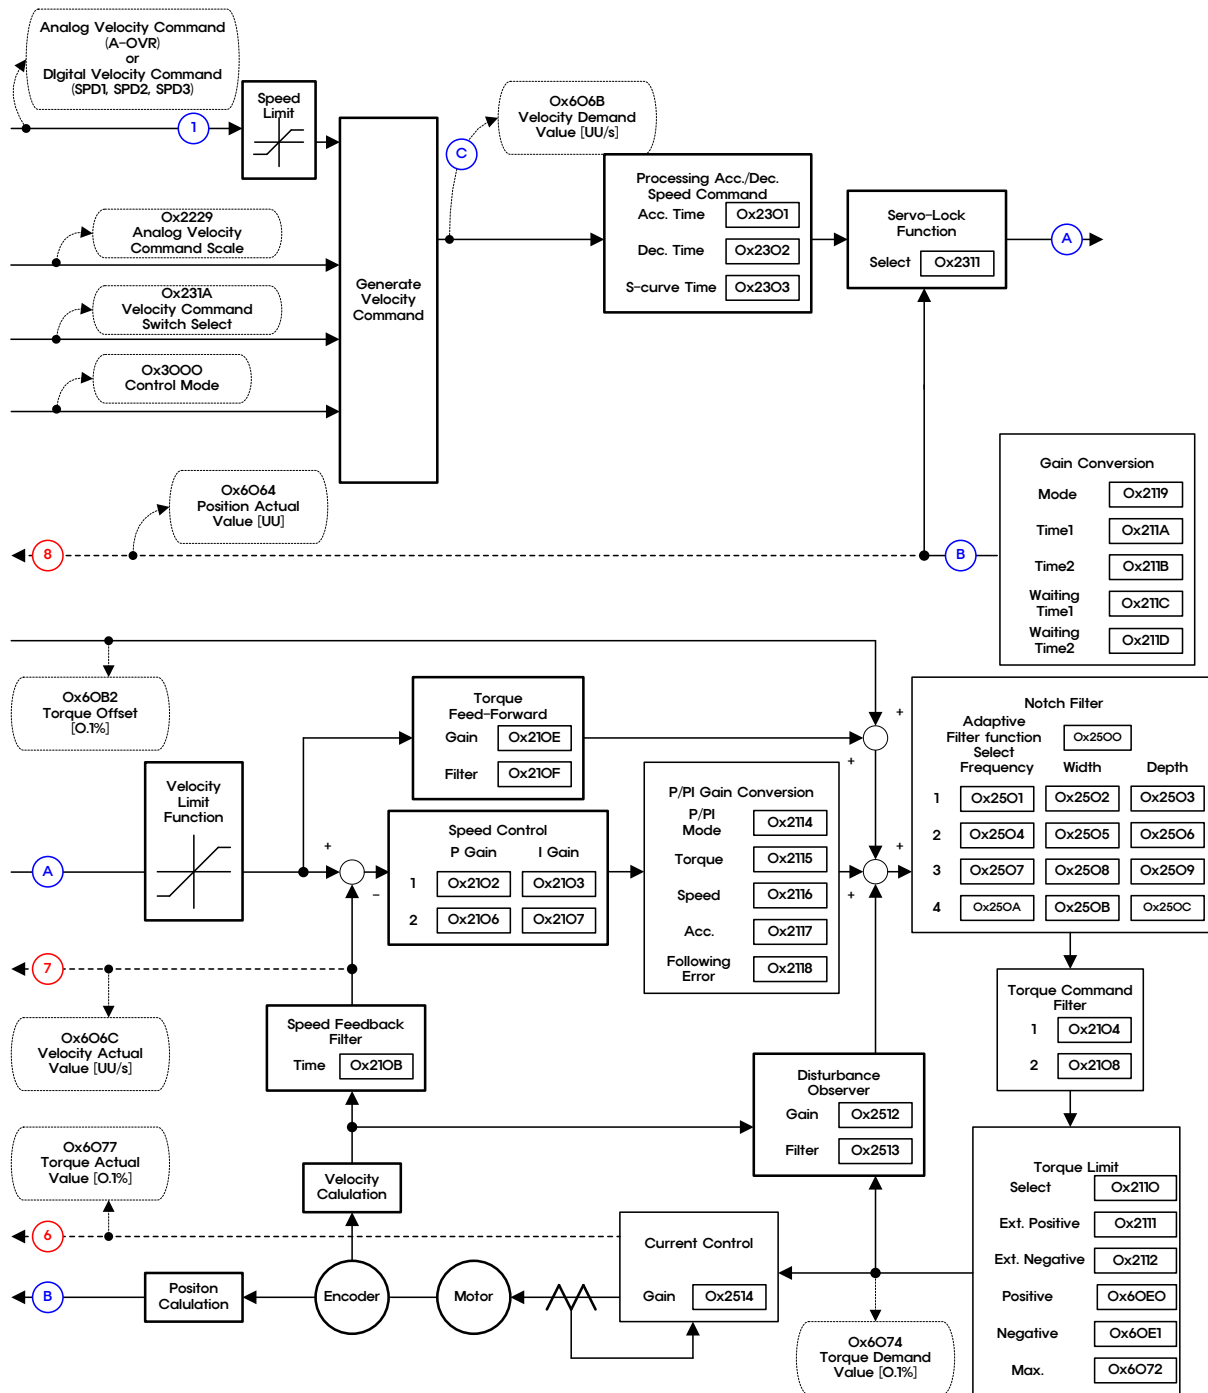 Analog Velocity Command
(A-OVR)
or
DIgital Velocity Command
(SPD1, SPD2, SPD3)
1
Speed
Limit
0x606B
Velocity Demand
Value [UU/s]
C
0x2229
Analog Velocity
Command Scale
0x231A
Velocity Command
Switch Select
0x3000
Control Mode
Generate
Velocity
Command
Processing Acc./Dec.
Speed Command
Acc. Time 0x2301
Dec. Time 0x2302
S-curve Time 0x2303
Servo-Lock
Function
Select 0x2311
A
0x6064
Position Actual
Value [UU]
8
B
Gain Conversion
Mode 0x2119
Time1 0x211A
Time2 0x211B
Waiting
Time1 0x211C
Waiting
Time2 0x211D
0x60B2
Torque Offset
[0.1%]
Torque
Feed-Forward
Gain 0x210E
Filter 0x210F
+
+
Notch Filter
Adaptive
Filter function
Select
0x2500
Frequency Width Depth
1 0x2501 0x2502 0x2503
2 0x2504 0x2505 0x2506
3 0x2507 0x2508 0x2509
4 0x250A 0x250B 0x250C
Velocity
Limit
Function
A
+
-
Speed Control
P Gain I Gain
1 0x2102 0x2103
2 0x2106 0x2107
P/PI Gain Conversion
P/PI
Mode 0x2114
Torque 0x2115
Speed 0x2116
Acc. 0x2117
Following
Error 0x2118
+
+
7
0x606C
Velocity Actual
Value [UU/s]
Speed Feedback
Filter
Time 0x210B
Torque Command
Filter
1 0x2104
2 0x2108
Disturbance
Observer
Gain 0x2512
Filter 0x2513
0x6077
Torque Actual
Value [0.1%]
Velocity
Calulation
6
Torque Limit
Select 0x2110
Ext. Positive 0x2111
Ext. Negative 0x2112
Positive 0x60E0
Negative 0x60E1
Max. 0x6072
Current Control
Gain 0x2514
B
Positon
Calulation
Encoder
Motor
0x6074
Torque Demand
Value [0.1%]